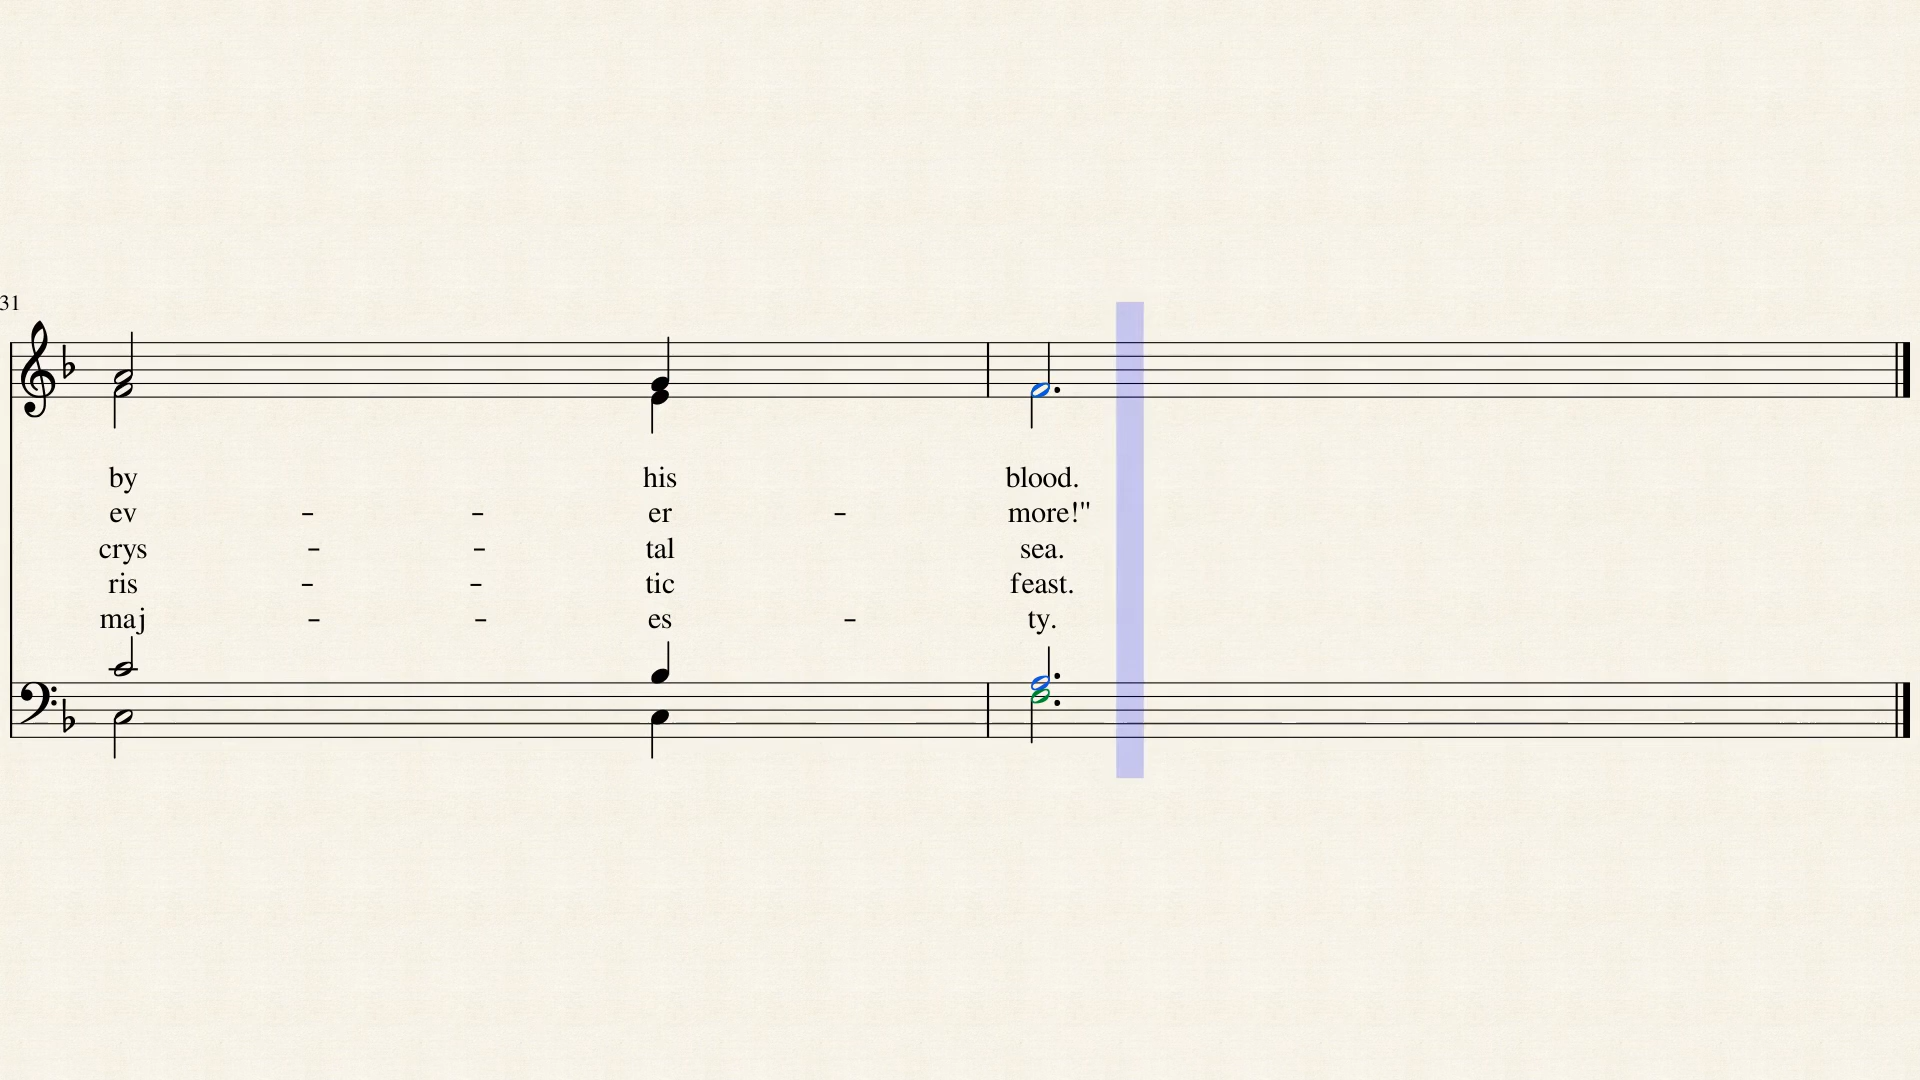 31
by his blood.
ev - - er - more!"
crys - - tal sea.
ris - - tic feast.
maj - - es - ty.